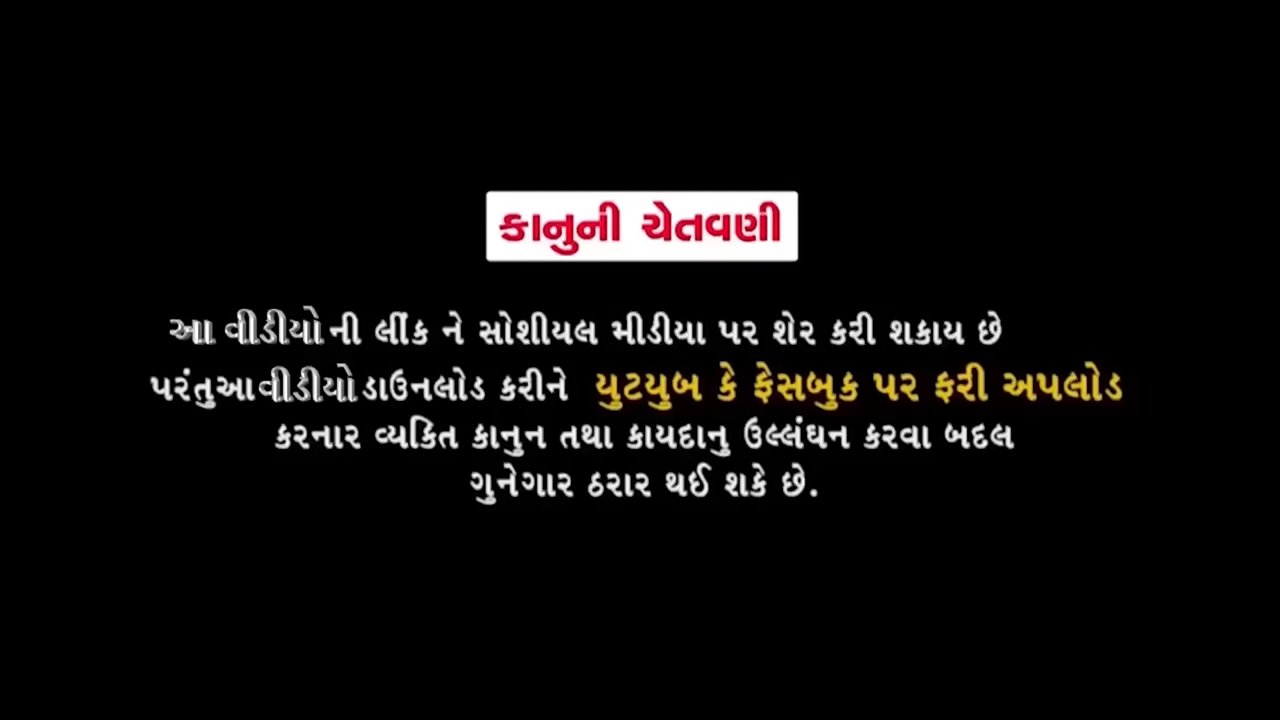 કાનુની ચેતવણી
આ વીડીયો ની લીંક ને સોશીયલ મીડીયા પર શેર કરી શકાય છે
પરંતુઆવીડીયો ડાઉનલોડ કરીને યુટયુબ કે ફેસબુક પર ફરી અપલોડ
કરનાર વ્યકિત કાનુન તથા કાયદાનુ ઉલ્લંઘન કરવા બદલ
ગુનેગાર ઠરાર થઈ શકે છે.